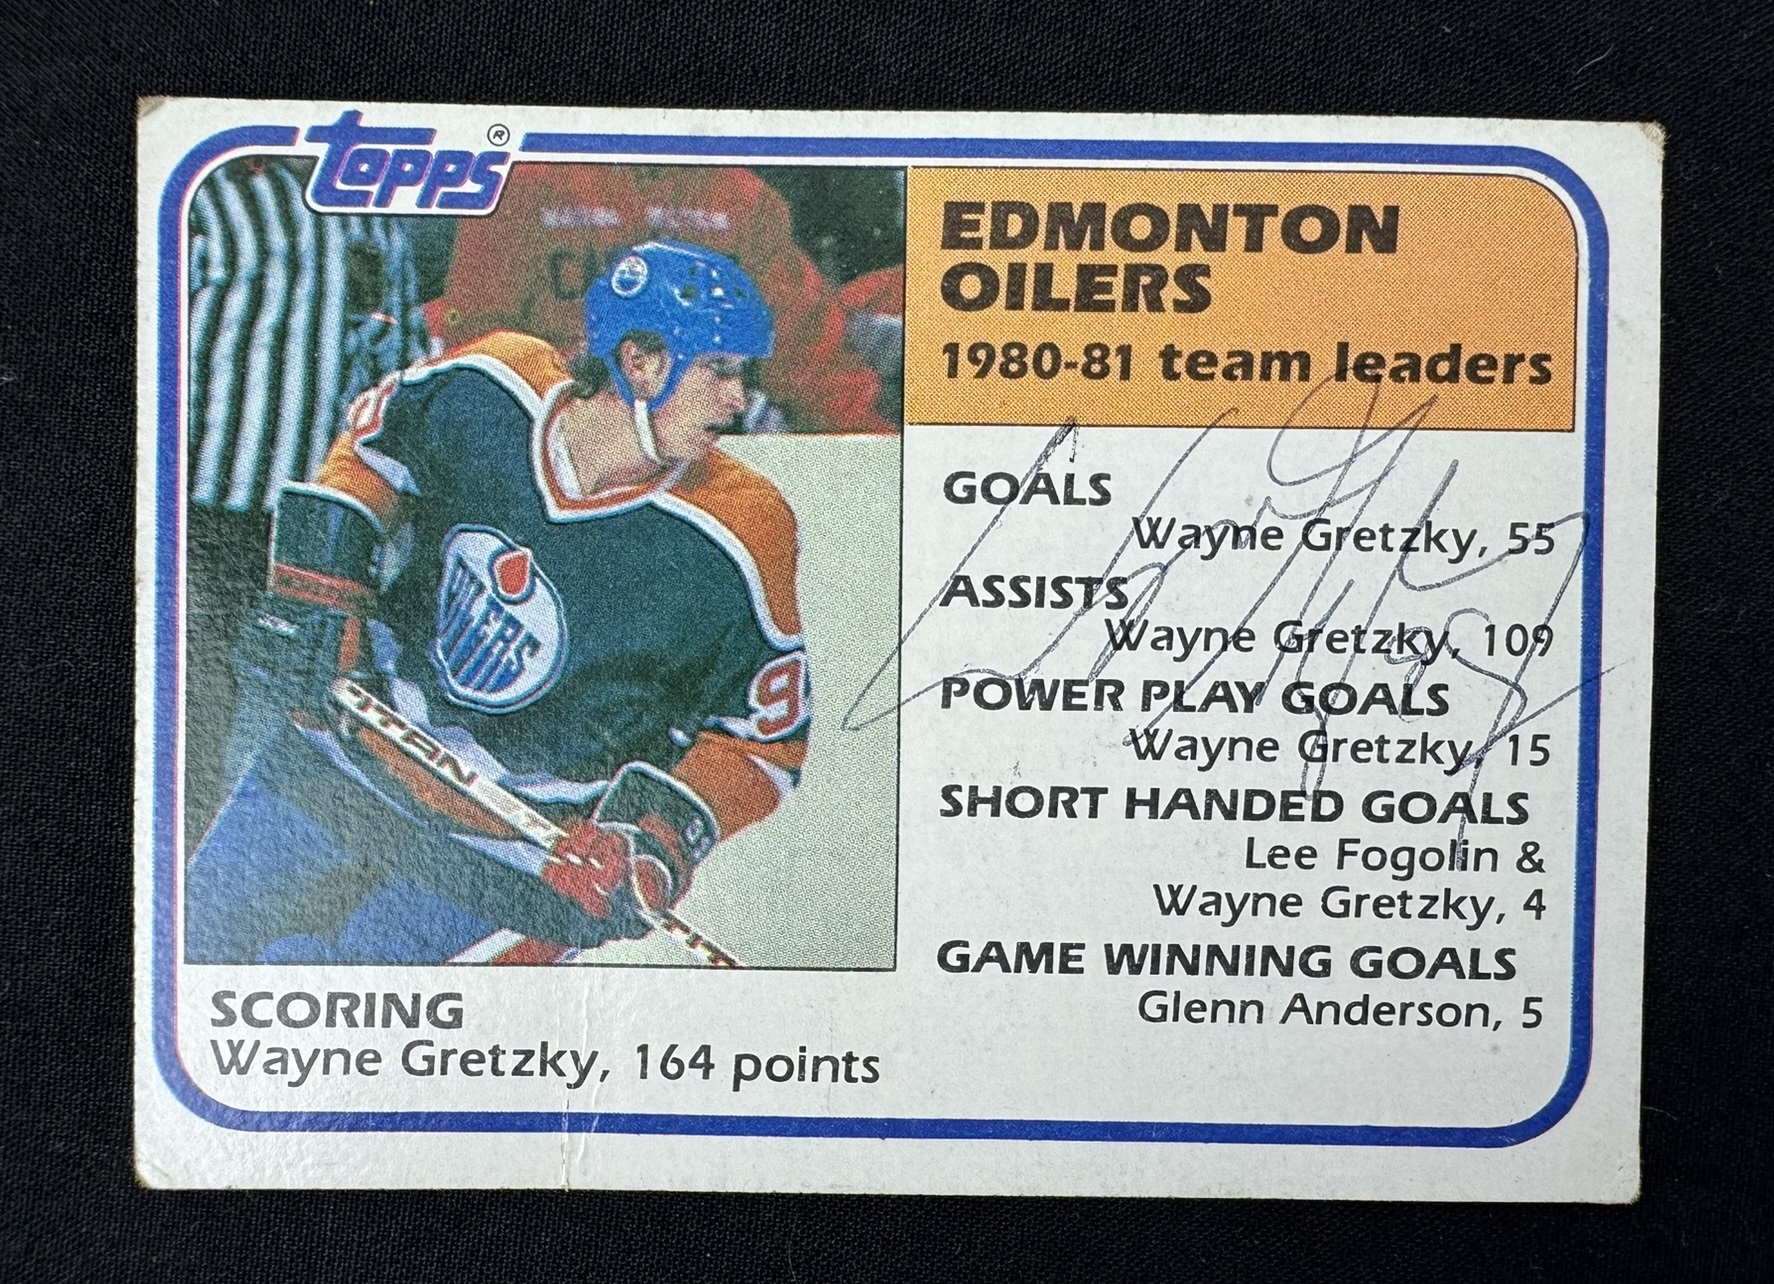 topps®
EDMONTON
OILERS
1980-81 team leaders
OILERS
9
TITAN
GOALS
Wayne Gretzky, 55
ASSISTS
Wayne Gretzky, 109
POWER PLAY GOALS
Wayne Gretzky, 15
SHORT HANDED GOALS
Lee Fogolin &
Wayne Gretzky, 4
GAME WINNING GOALS
Glenn Anderson, 5
SCORING
Wayne Gretzky, 164 points